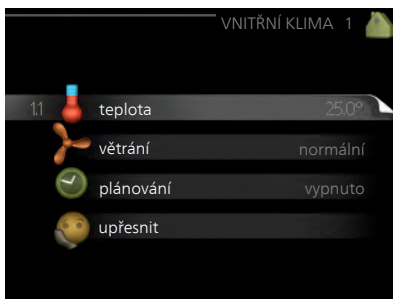 VNITŘNÍ KLIMA 1
1.1 teplota 25,0°
větrání normální
plánování vypnuto
upřesnit